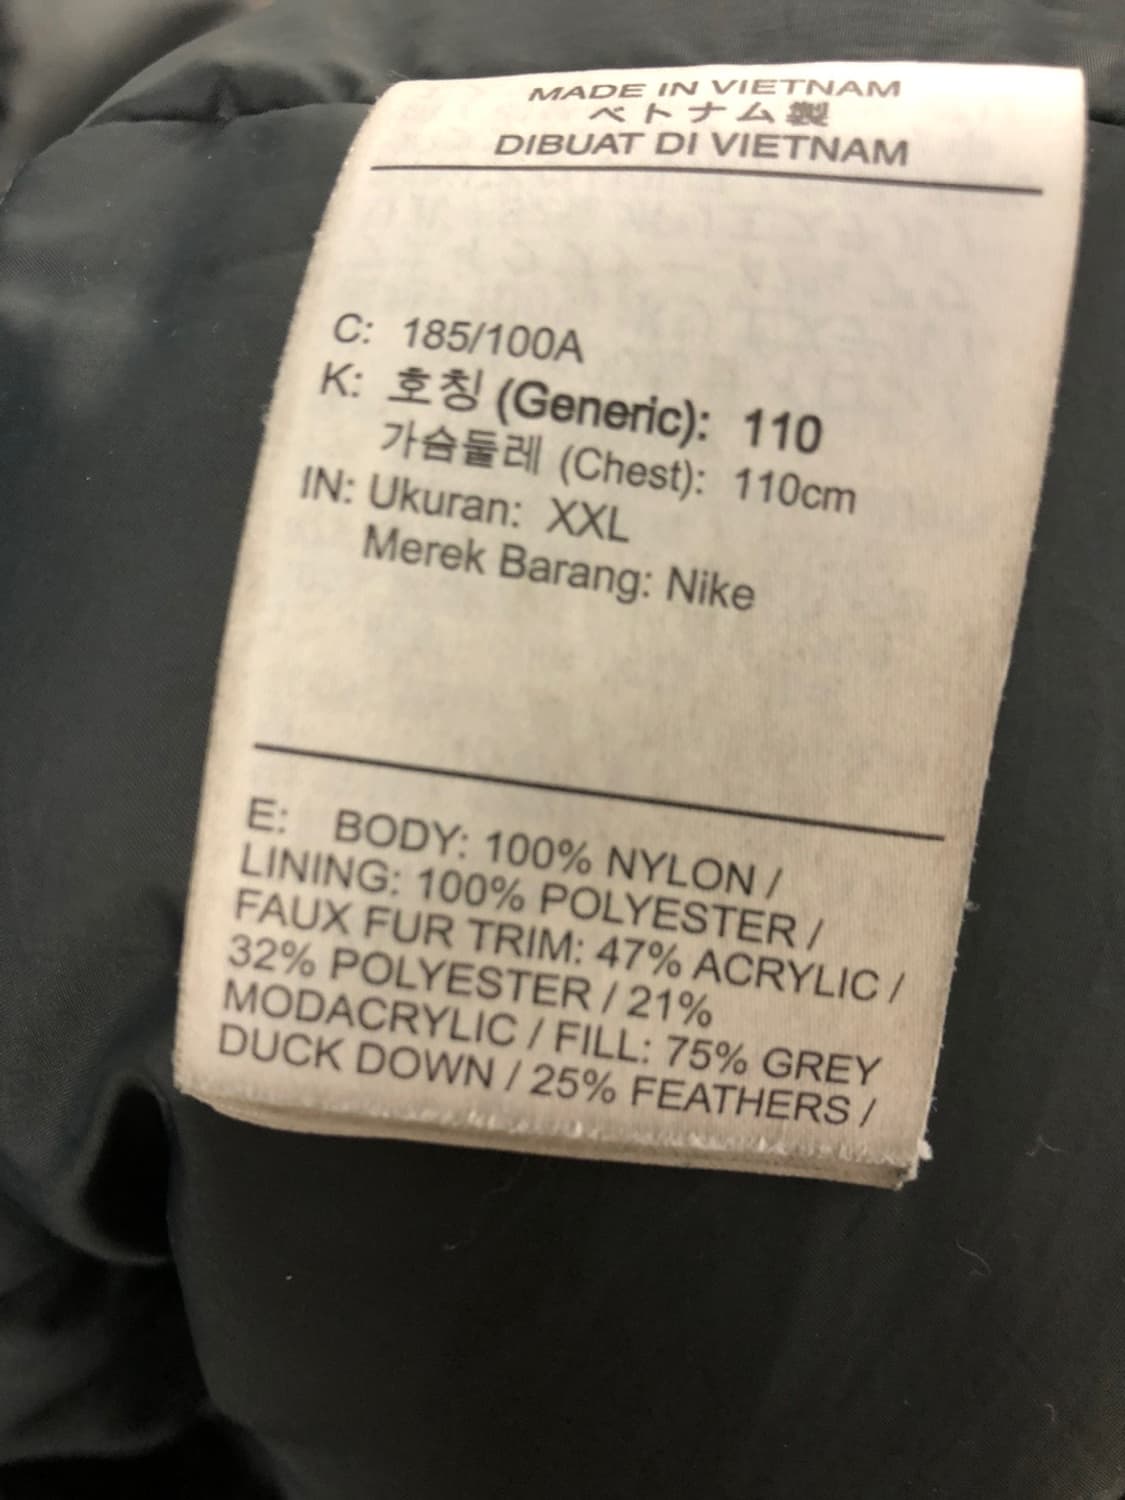 MADE IN VIETNAM
ベトナム製
DIBUAT DI VIETNAM
C: 185/100A
K: 호칭 (Generic): 110
가슴둘레 (Chest): 110cm
IN: Ukuran: XXL
Merek Barang: Nike
E: BODY: 100% NYLON /
LINING: 100% POLYESTER /
FAUX FUR TRIM: 47% ACRYLIC /
32% POLYESTER / 21%
MODACRYLIC / FILL: 75% GREY
DUCK DOWN / 25% FEATHERS /